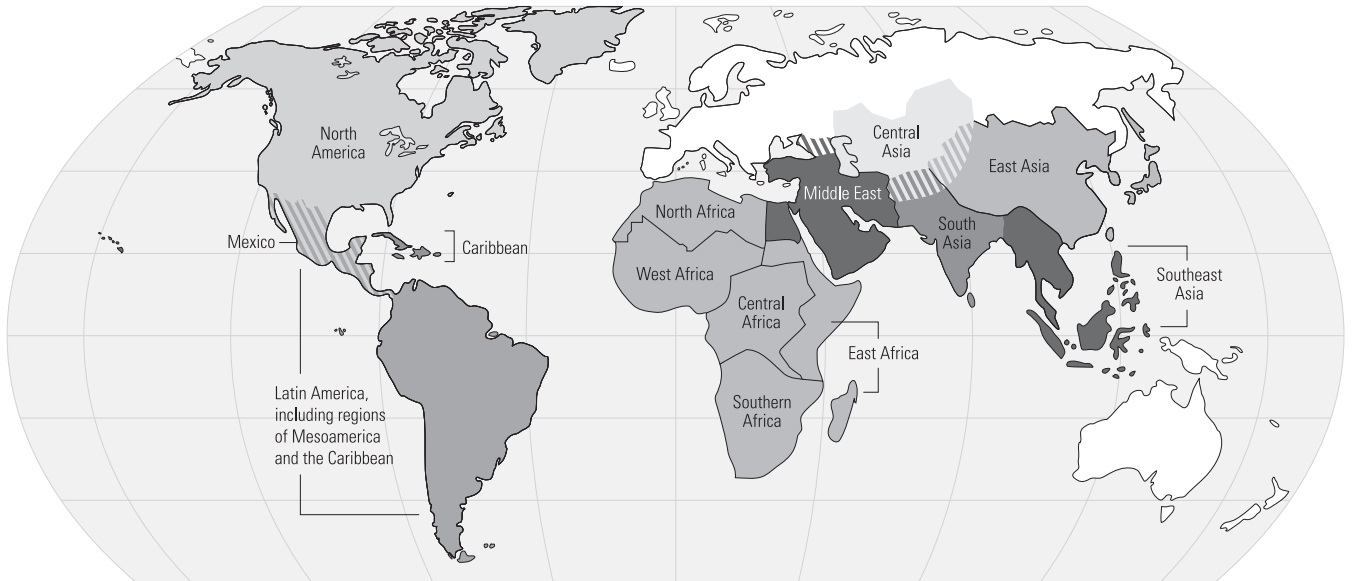 North
America
Mexico
Caribbean
Latin America,
including regions
of Mesoamerica
and the Caribbean
North Africa
West Africa
Central
Africa
East Africa
Southern
Africa
Middle East
Central
Asia
East Asia
South
Asia
Southeast
Asia